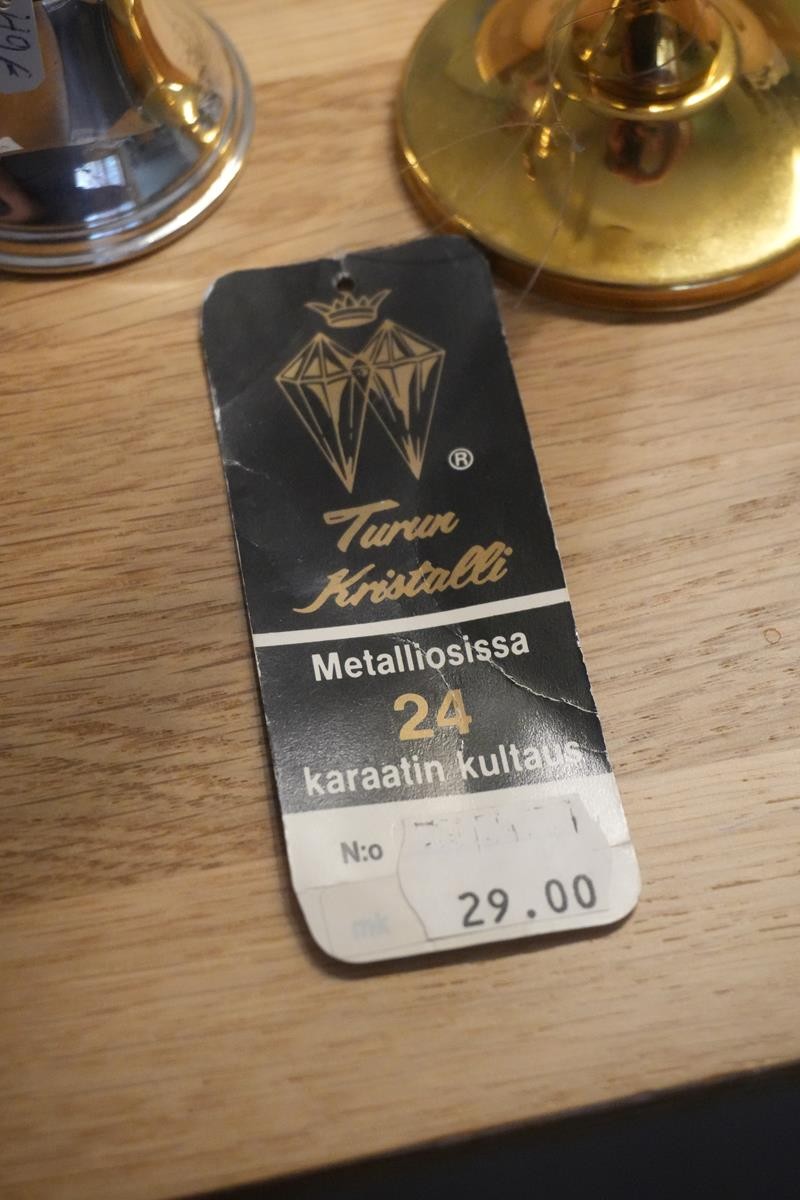 ®
Turun
Kristalli
Metalliosissa
24
karaatin kultaus
N:o
mk
29.00